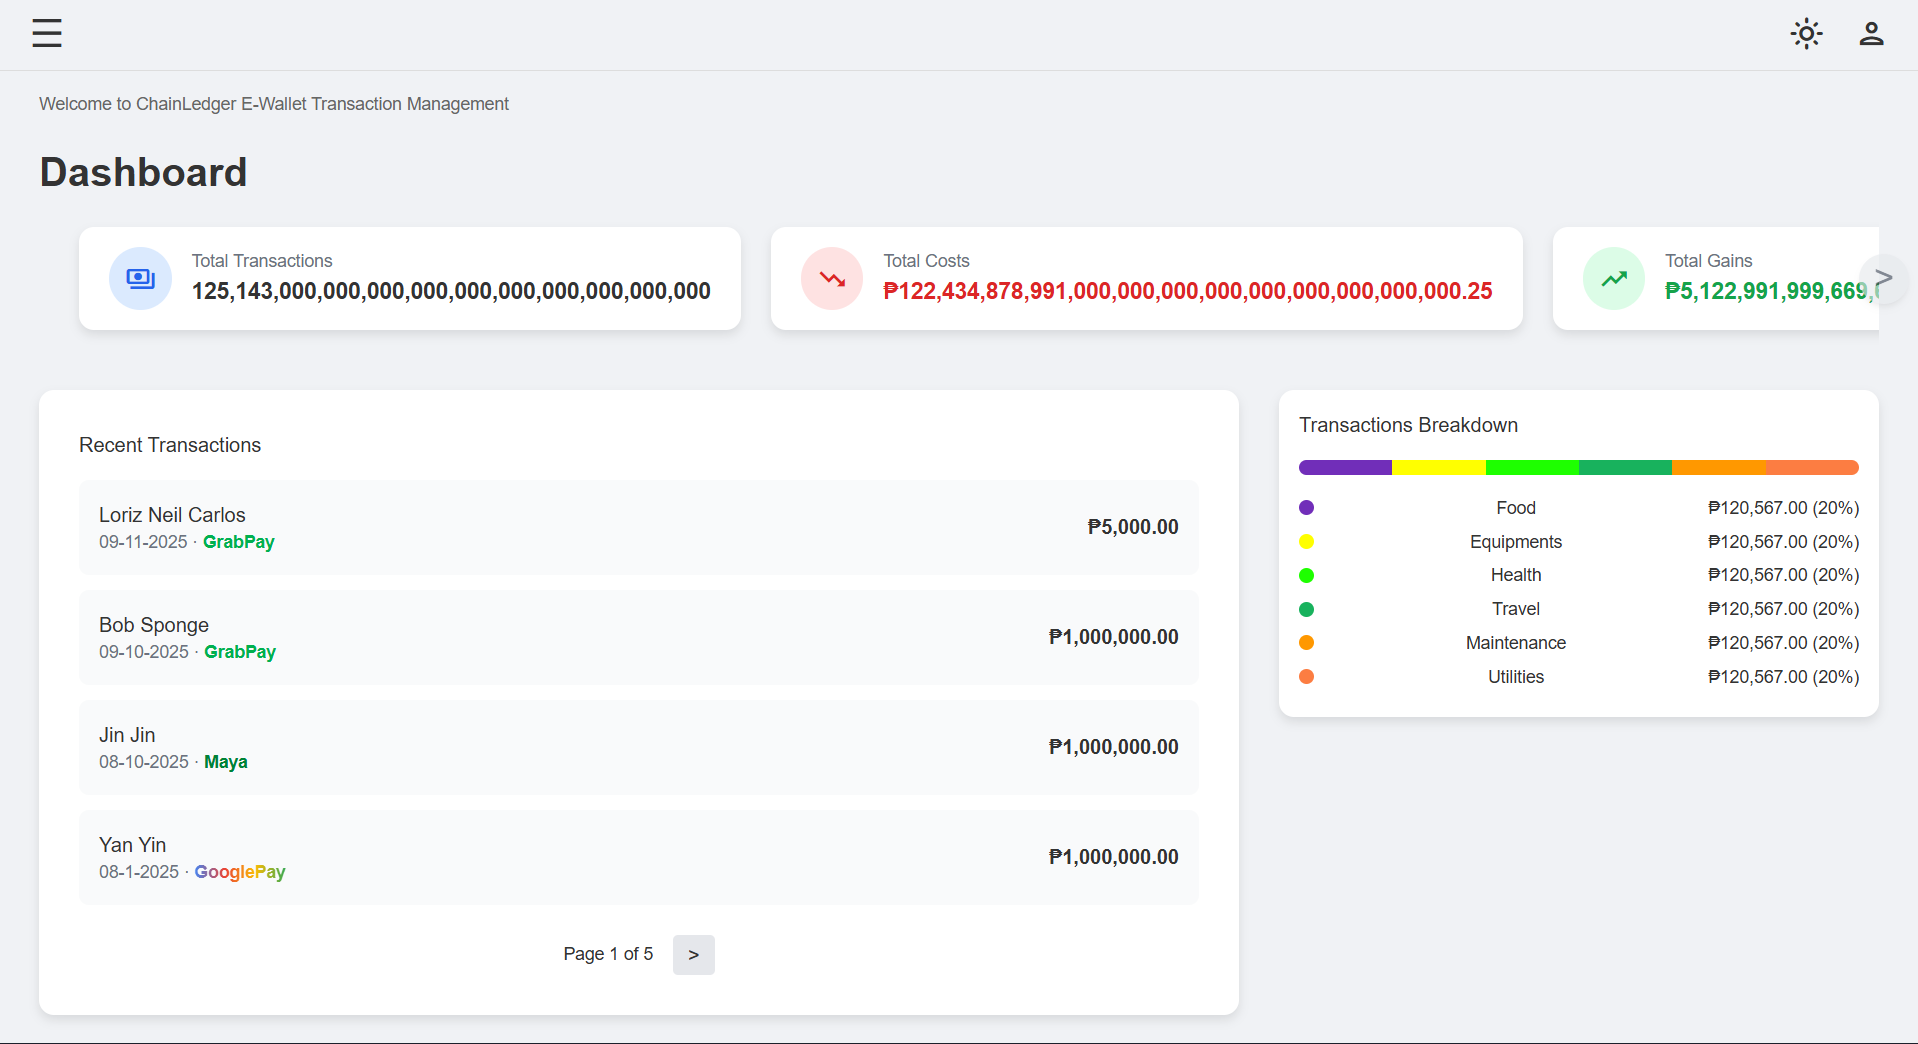 Welcome to ChainLedger E-Wallet Transaction Management
Dashboard
Total Transactions
125,143,000,000,000,000,000,000,000,000,000,000
Total Costs
₱122,434,878,991,000,000,000,000,000,000,000,000,000.25
Total Gains
₱5,122,991,999,669,
>
Recent Transactions
Loriz Neil Carlos
09-11-2025 · GrabPay
₱5,000.00
Bob Sponge
09-10-2025 · GrabPay
₱1,000,000.00
Jin Jin
08-10-2025 · Maya
₱1,000,000.00
Yan Yin
08-1-2025 · GooglePay
₱1,000,000.00
Page 1 of 5 >
Transactions Breakdown
Food ₱120,567.00 (20%)
Equipments ₱120,567.00 (20%)
Health ₱120,567.00 (20%)
Travel ₱120,567.00 (20%)
Maintenance ₱120,567.00 (20%)
Utilities ₱120,567.00 (20%)